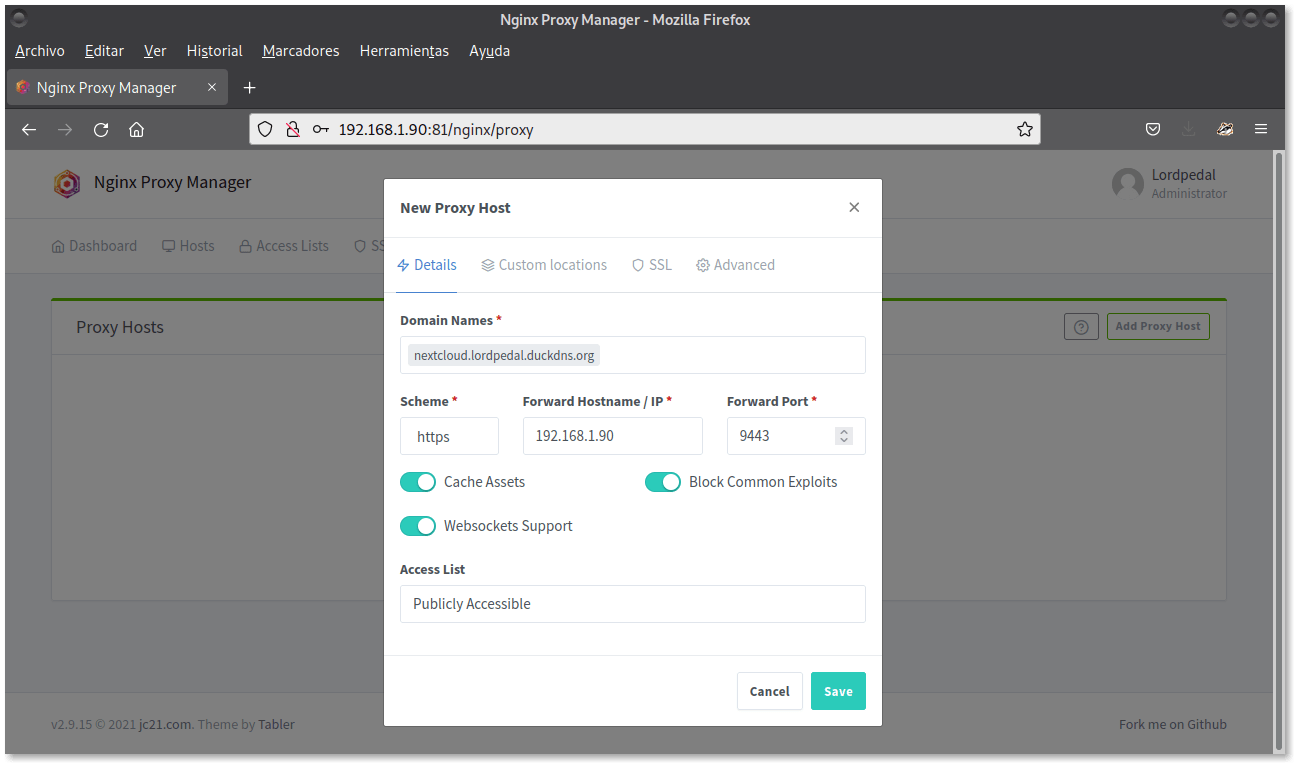 Nginx Proxy Manager - Mozilla Firefox
Archivo Editar Ver Historial Marcadores Herramientas Ayuda
Nginx Proxy Manager
192.168.1.90:81/nginx/proxy
Nginx Proxy Manager
Lordpedal
Administrator
Dashboard Hosts Access Lists
Proxy Hosts
Add Proxy Host
New Proxy Host
Details Custom locations SSL Advanced
Domain Names *
nextcloud.lordpedal.duckdns.org
Scheme * Forward Hostname / IP * Forward Port *
https 192.168.1.90 9443
Cache Assets Block Common Exploits
Websockets Support
Access List
Publicly Accessible
Cancel Save
v2.9.15 © 2021 jc21.com. Theme by Tabler
Fork me on Github